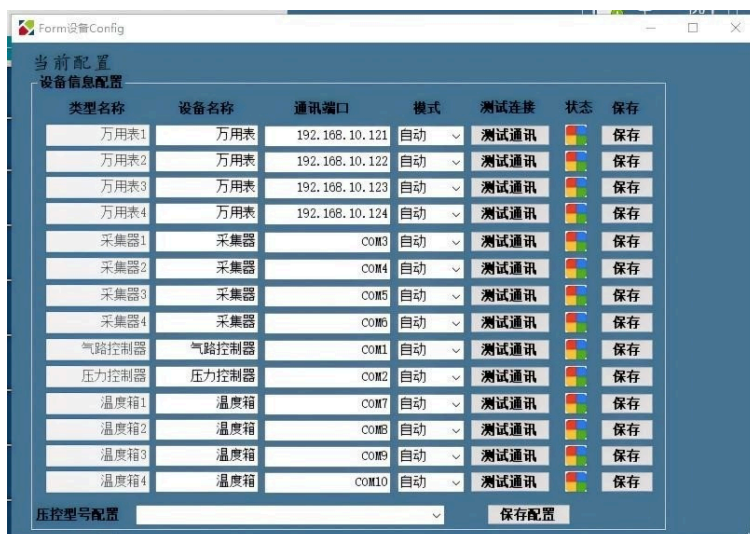 Form设备Config
当前配置
设备信息配置
类型名称 设备名称 通讯端口 模式 测试连接 状态 保存
万用表1 万用表 192.168.10.121 自动 测试通讯 保存
万用表2 万用表 192.168.10.122 自动 测试通讯 保存
万用表3 万用表 192.168.10.123 自动 测试通讯 保存
万用表4 万用表 192.168.10.124 自动 测试通讯 保存
采集器1 采集器 COM3 自动 测试通讯 保存
采集器2 采集器 COM4 自动 测试通讯 保存
采集器3 采集器 COM5 自动 测试通讯 保存
采集器4 采集器 COM6 自动 测试通讯 保存
气路控制器 气路控制器 COM1 自动 测试通讯 保存
压力控制器 压力控制器 COM2 自动 测试通讯 保存
温度箱1 温度箱 COM7 自动 测试通讯 保存
温度箱2 温度箱 COM8 自动 测试通讯 保存
温度箱3 温度箱 COM9 自动 测试通讯 保存
温度箱4 温度箱 COM10 自动 测试通讯 保存
压控型号配置 保存配置